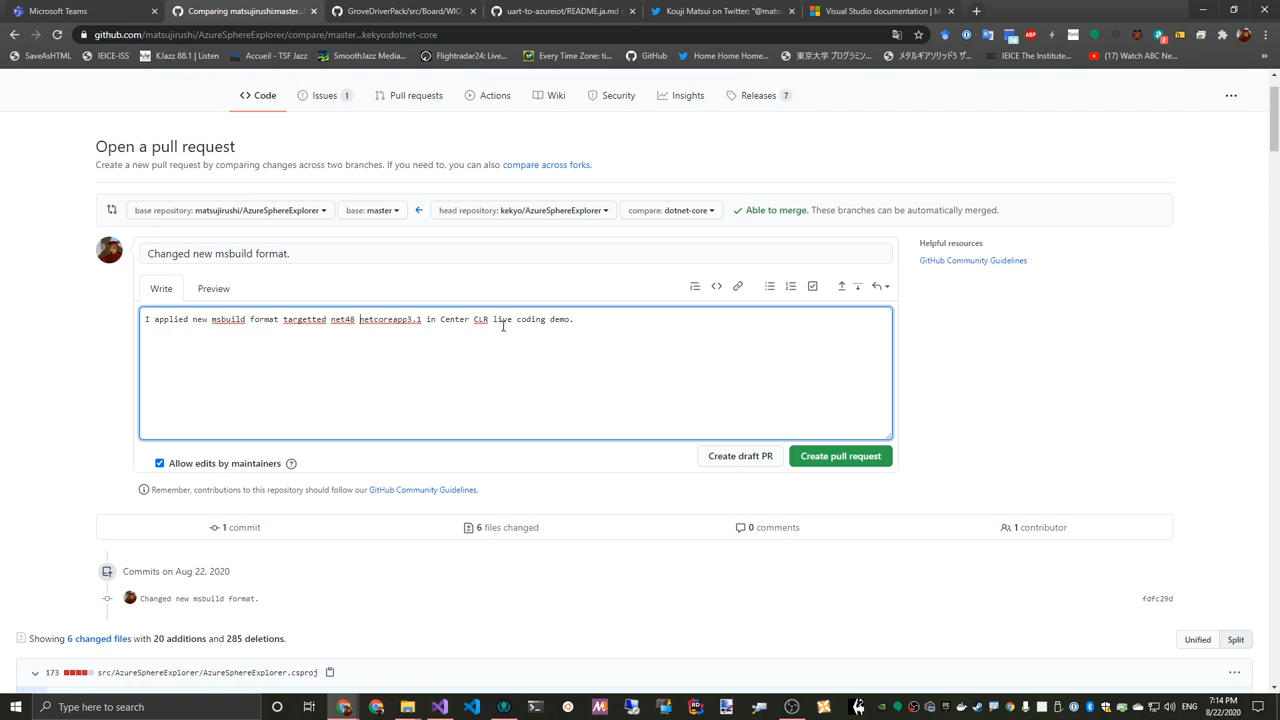 Microsoft Teams
Open a pull request · matsujirushi
GroveDriverPack/src/Board/WIO
uart-to-azureiot/README.ja.md
Kouji Matsui on Twitter: "@matsu
Visual Studio documentation | M
github.com/matsujirushi/AzureSphereExplorer/compare/master...kekyo:dotnet-core
SaveAsHTML
IEICE-ISS
KJazz 88.1 | Listen
Accueil - TSF Jazz
SmoothJazz Media...
Flightradar24: Live...
Every Time Zone: ti...
GitHub
Home Home Home...
東京大学 プログラミン...
メタルギアソリッド5 ザ...
IEICE The Institute...
(17) Watch ABC Ne...
Code
Issues 1
Pull requests
Actions
Wiki
Security
Insights
Releases 7
Open a pull request
Create a new pull request by comparing changes across two branches. If you need to, you can also compare across forks.
base repository: matsujirushi/AzureSphereExplorer
base: master
head repository: kekyo/AzureSphereExplorer
compare: dotnet-core
Able to merge. These branches can be automatically merged.
Changed new msbuild format.
Helpful resources
GitHub Community Guidelines
Write
Preview
I applied new msbuild format targetted net48 netcoreapp3.1 in Center CLR live coding demo.
Allow edits by maintainers
Create draft PR
Create pull request
Remember, contributions to this repository should follow our GitHub Community Guidelines.
1 commit
6 files changed
0 comments
1 contributor
Commits on Aug 22, 2020
Changed new msbuild format.
fdfc29d
Showing 6 changed files with 20 additions and 285 deletions.
Unified
Split
173 src/AzureSphereExplorer/AzureSphereExplorer.csproj
Type here to search
ENG
7:14 PM
8/22/2020